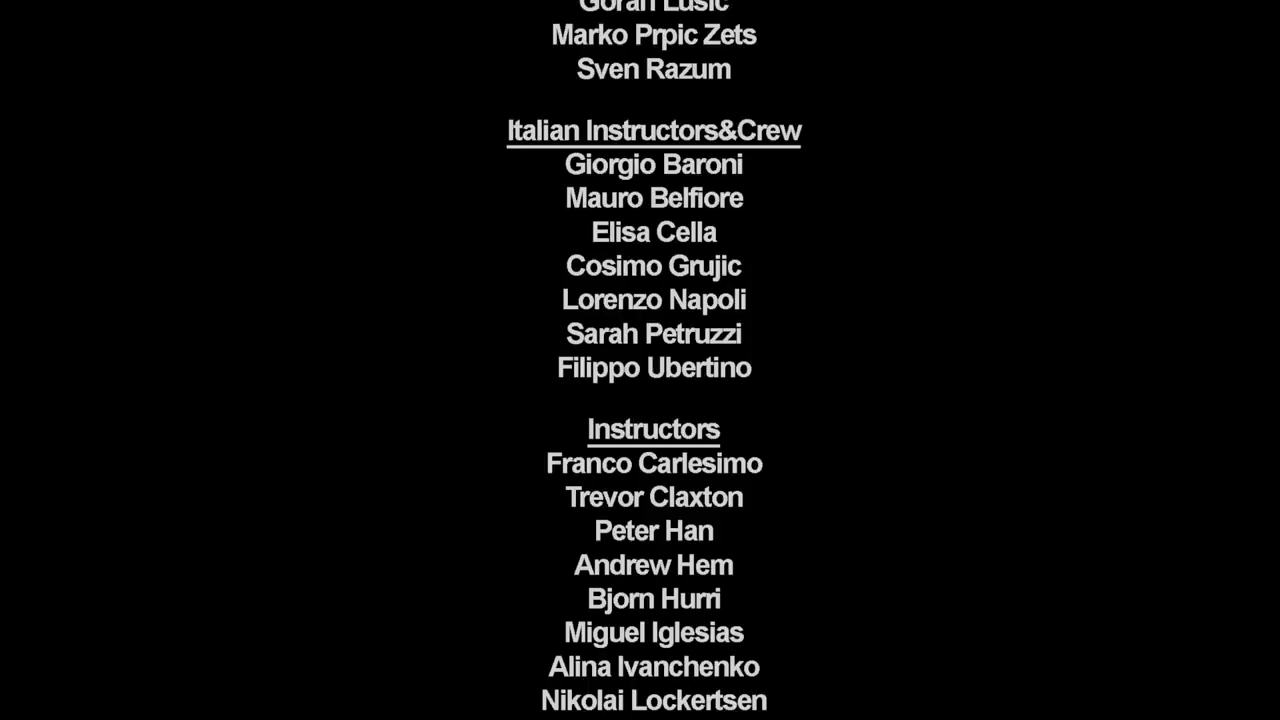 Goran Lusic
Marko Prpic Zets
Sven Razum
Italian Instructors&Crew
Giorgio Baroni
Mauro Belfiore
Elisa Cella
Cosimo Grujic
Lorenzo Napoli
Sarah Petruzzi
Filippo Ubertino
Instructors
Franco Carlesimo
Trevor Claxton
Peter Han
Andrew Hem
Bjorn Hurri
Miguel Iglesias
Alina Ivanchenko
Nikolai Lockertsen